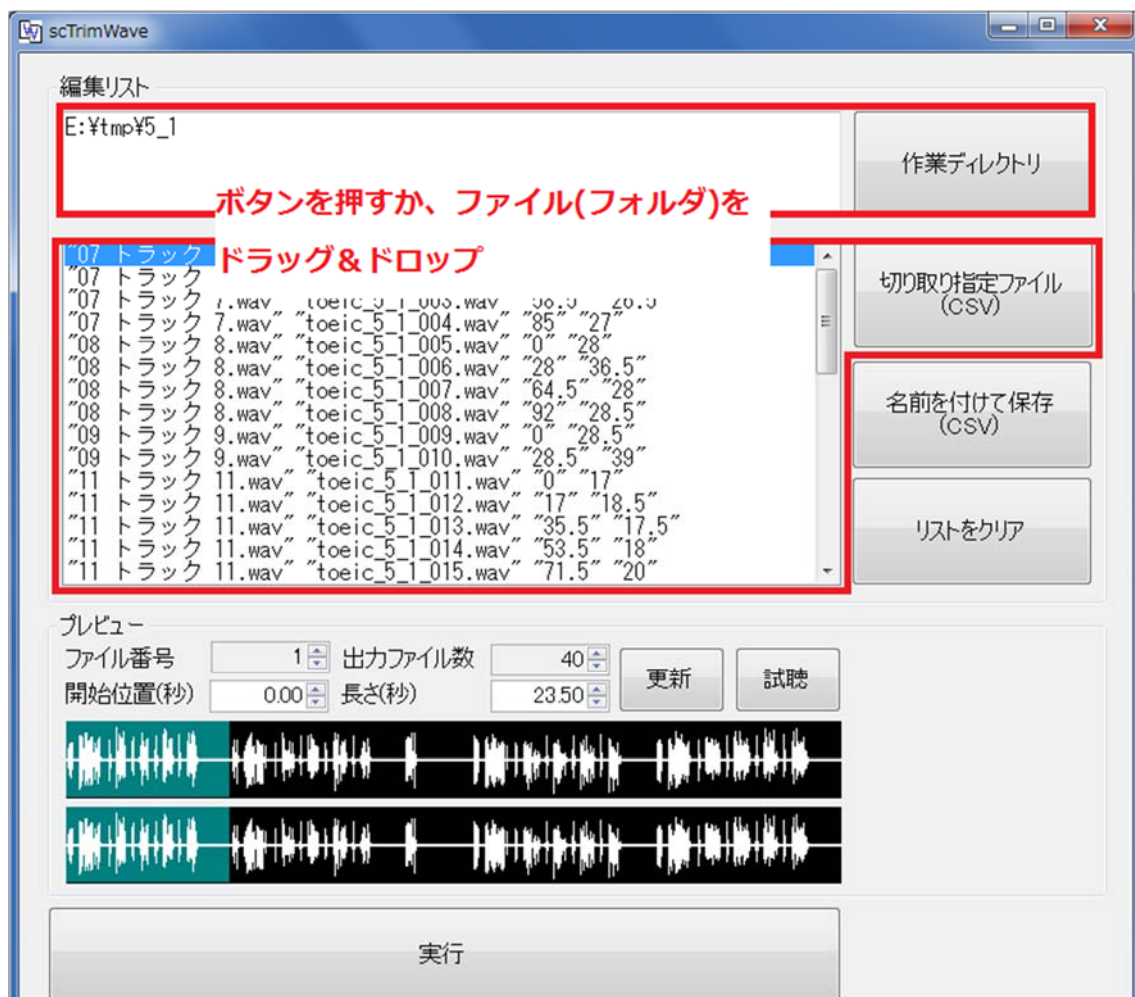 scTrimWave
編集リスト
E:¥tmp¥5_1
作業ディレクトリ
ボタンを押すか、ファイル(フォルダ)を
ドラッグ&ドロップ
"07 トラック
"07 トラック
"07 トラック 7.wav" "toeic_5_1_003.wav" "58.5" "26.5"
"07 トラック 7.wav" "toeic_5_1_004.wav" "85" "27"
"08 トラック 8.wav" "toeic_5_1_005.wav" "0" "28"
"08 トラック 8.wav" "toeic_5_1_006.wav" "28" "36.5"
"08 トラック 8.wav" "toeic_5_1_007.wav" "64.5" "28"
"08 トラック 8.wav" "toeic_5_1_008.wav" "92" "28.5"
"09 トラック 9.wav" "toeic_5_1_009.wav" "0" "28.5"
"09 トラック 9.wav" "toeic_5_1_010.wav" "28.5" "39"
"11 トラック 11.wav" "toeic_5_1_011.wav" "0" "17"
"11 トラック 11.wav" "toeic_5_1_012.wav" "17" "18.5"
"11 トラック 11.wav" "toeic_5_1_013.wav" "35.5" "17.5"
"11 トラック 11.wav" "toeic_5_1_014.wav" "53.5" "18"
"11 トラック 11.wav" "toeic_5_1_015.wav" "71.5" "20"
切り取り指定ファイル
(CSV)
名前を付けて保存
(CSV)
リストをクリア
プレビュー
ファイル番号 1 出力ファイル数 40
開始位置(秒) 0.00 長さ(秒) 23.50
更新 試聴
実行